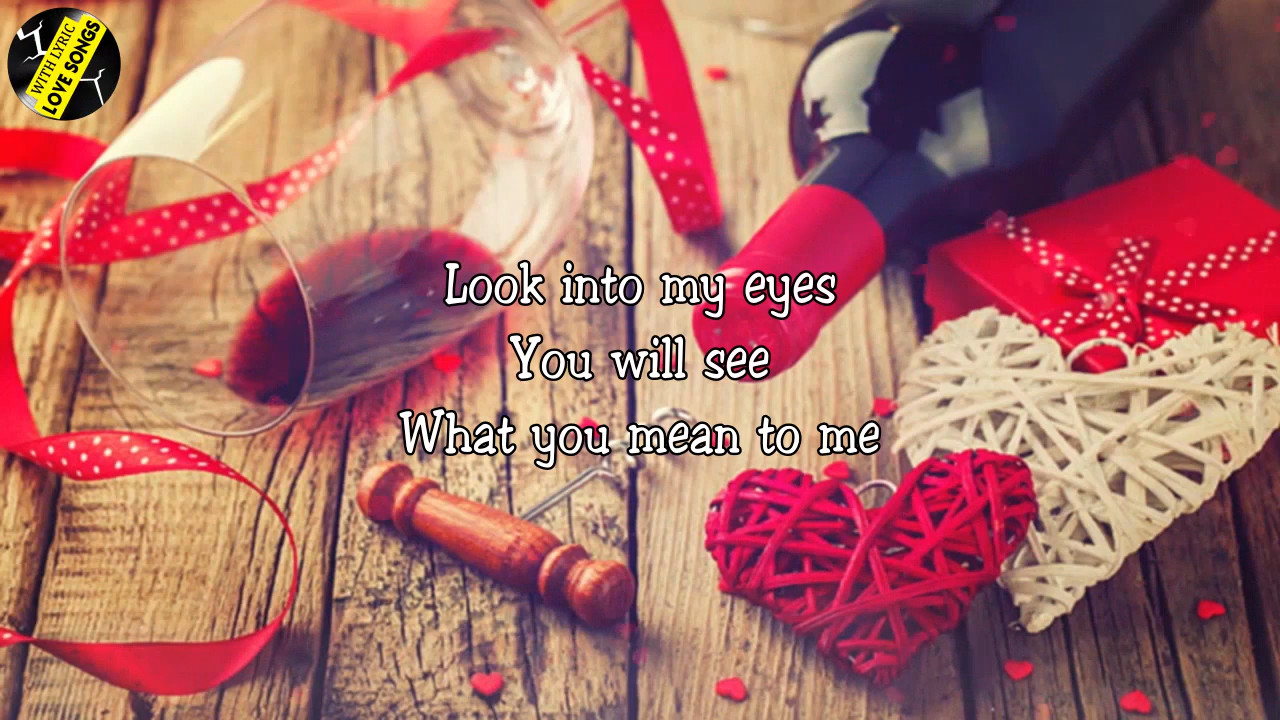 WITH LYRIC
LOVE SONGS
Look into my eyes
You will see
What you mean to me